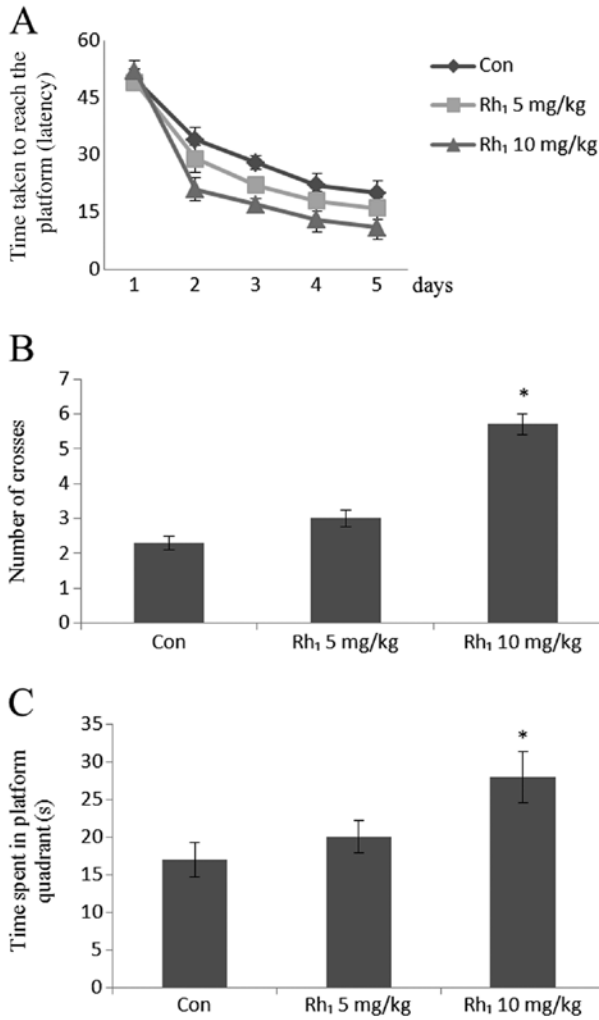 A
Time taken to reach the
platform (latency)
60
45
30
15
0
1 2 3 4 5 days
Con
Rh₁ 5 mg/kg
Rh₁ 10 mg/kg
B
Number of crosses
7
6
5
4
3
2
1
0
*
Con Rh₁ 5 mg/kg Rh₁ 10 mg/kg
C
Time spent in platform
quadrant (s)
35
30
25
20
15
10
5
0
*
Con Rh₁ 5 mg/kg Rh₁ 10 mg/kg